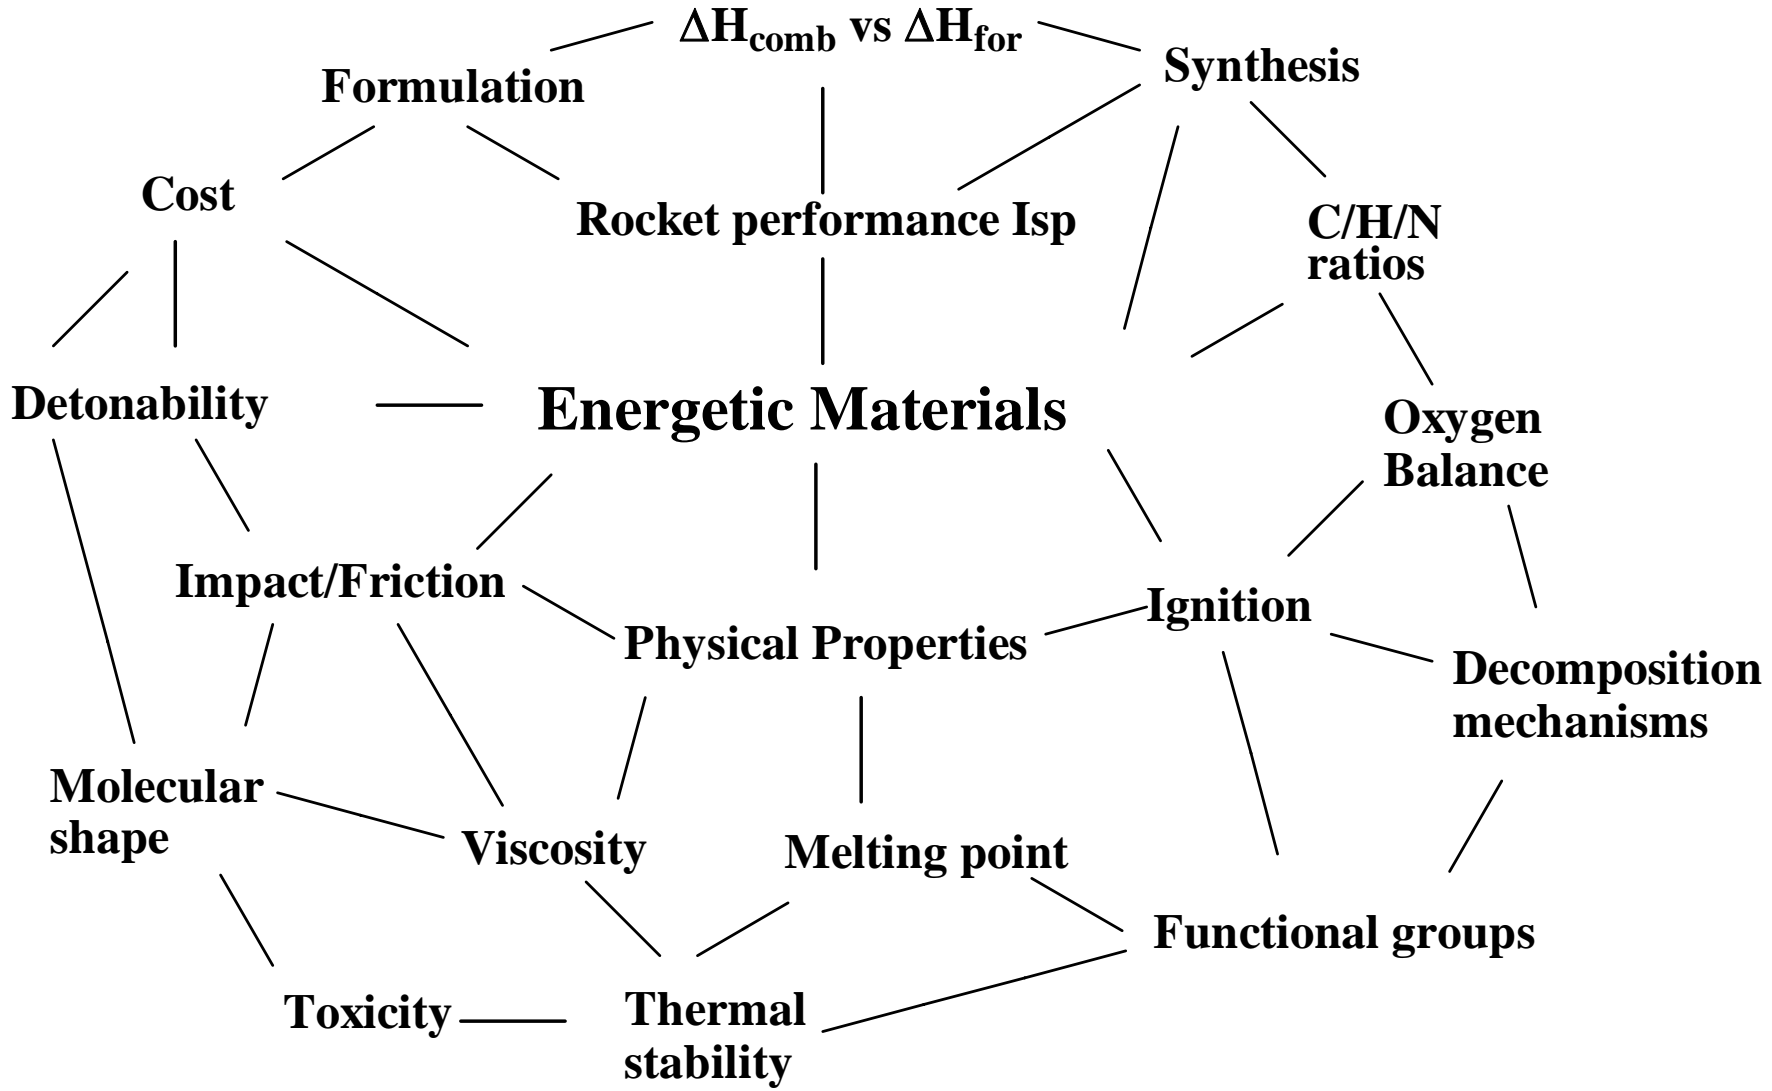 ΔHcomb vs ΔHfor
Synthesis
Formulation
Cost
Rocket performance Isp
C/H/N
ratios
Detonability
Energetic Materials
Oxygen
Balance
Impact/Friction
Physical Properties
Ignition
Decomposition
mechanisms
Molecular
shape
Viscosity
Melting point
Functional groups
Toxicity
Thermal
stability